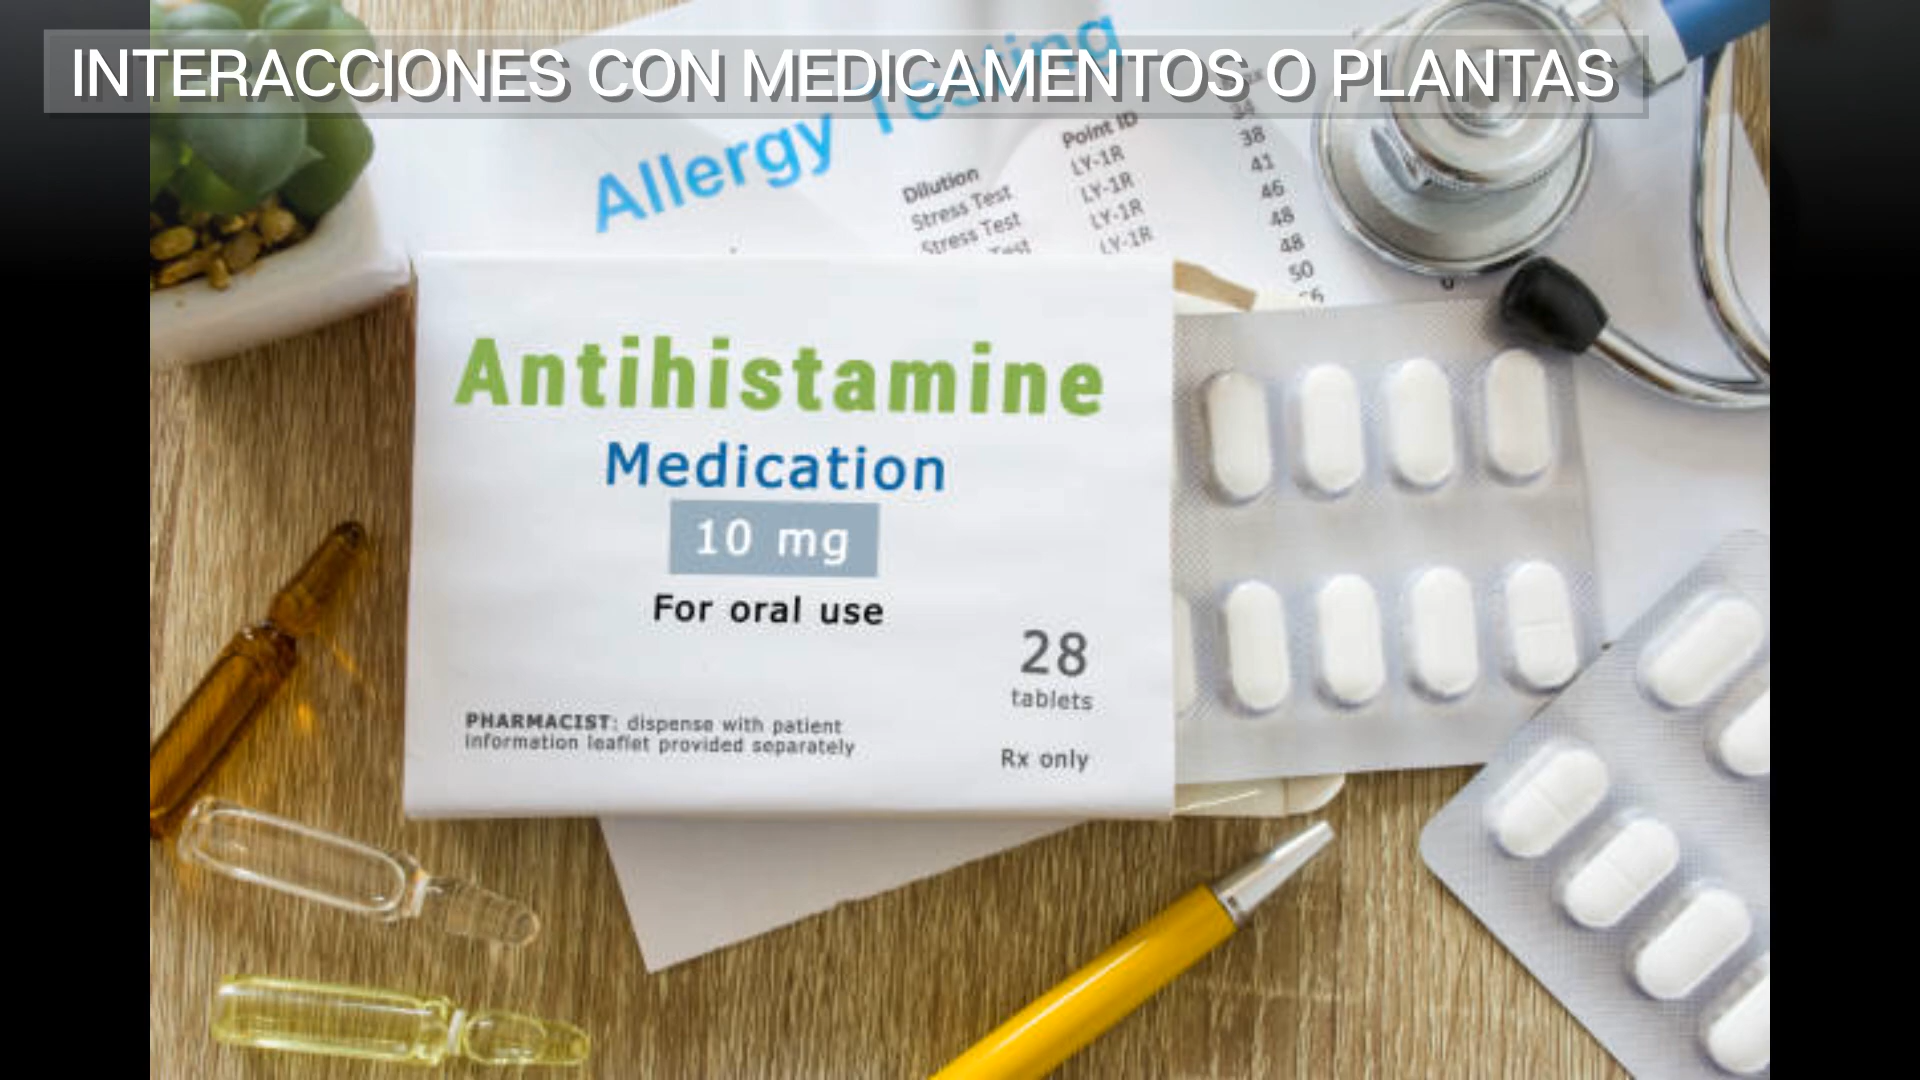 INTERACCIONES CON MEDICAMENTOS O PLANTAS
Allergy Testing
Dilution Point ID
Stress Test LY-1R 38
Stress Test LY-1R 41
Test LY-1R 46
LY-1R 48
48
50
Antihistamine
Medication
10 mg
For oral use
28
tablets
PHARMACIST: dispense with patient
information leaflet provided separately
Rx only